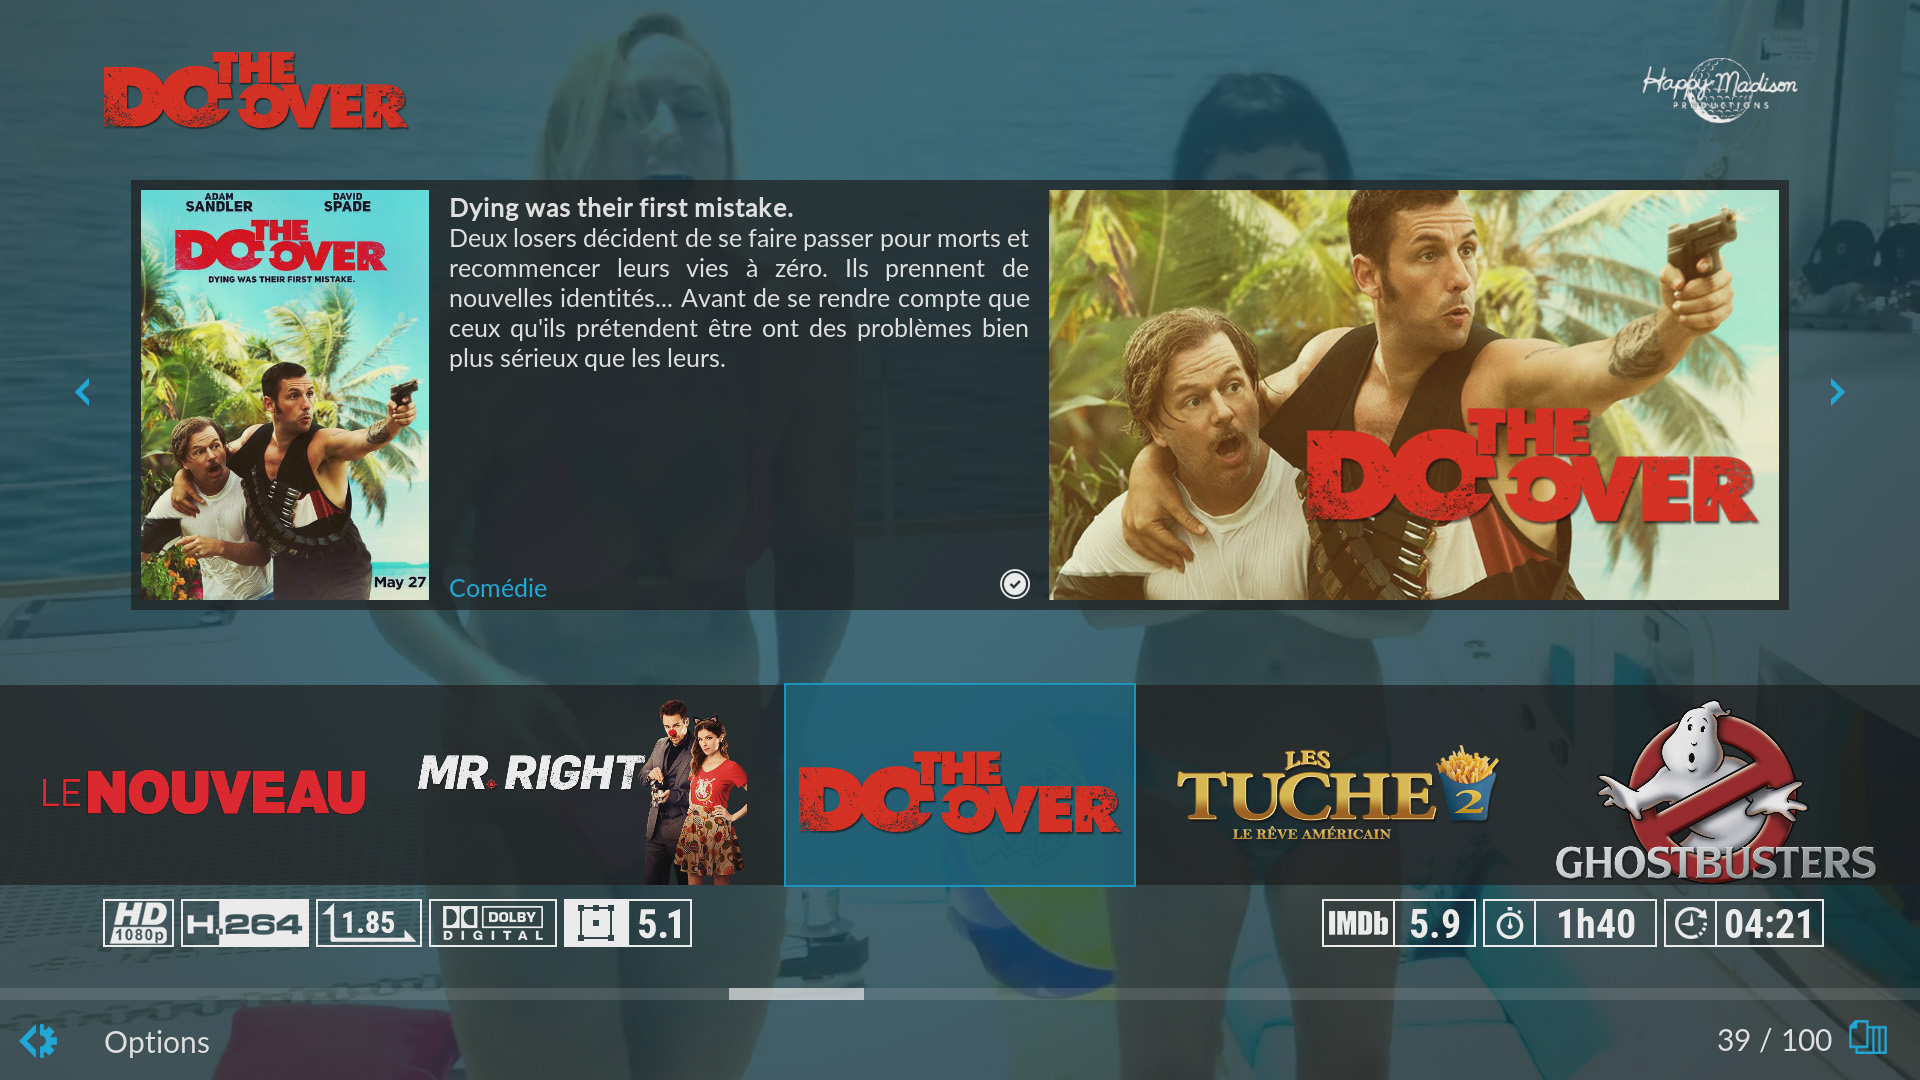 THE
DO-OVER
Happy Madison
PRODUCTIONS
ADAM SANDLER
DAVID SPADE
THE
DO-OVER
DYING WAS THEIR FIRST MISTAKE.
May 27
Dying was their first mistake.
Deux losers décident de se faire passer pour morts et
recommencer leurs vies à zéro. Ils prennent de
nouvelles identités... Avant de se rendre compte que
ceux qu'ils prétendent être ont des problèmes bien
plus sérieux que les leurs.
Comédie
THE
DO-OVER
LE NOUVEAU
MR. RIGHT
THE
DO-OVER
LES
TUCHE 2
LE RÊVE AMÉRICAIN
GHOSTBUSTERS
HD 1080p
H.264
1.85
DOLBY DIGITAL
5.1
IMDb 5.9
1h40
04:21
Options
39 / 100